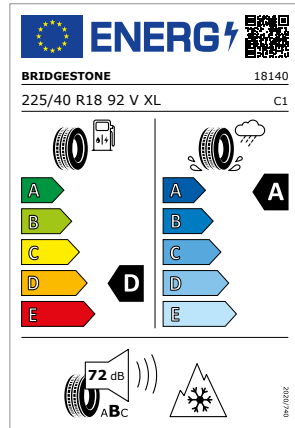 ENERG
BRIDGESTONE 18140
225/40 R18 92 V XL C1
A A
B B
C C
D D
E E
D
A
72 dB
ABC
2020/740